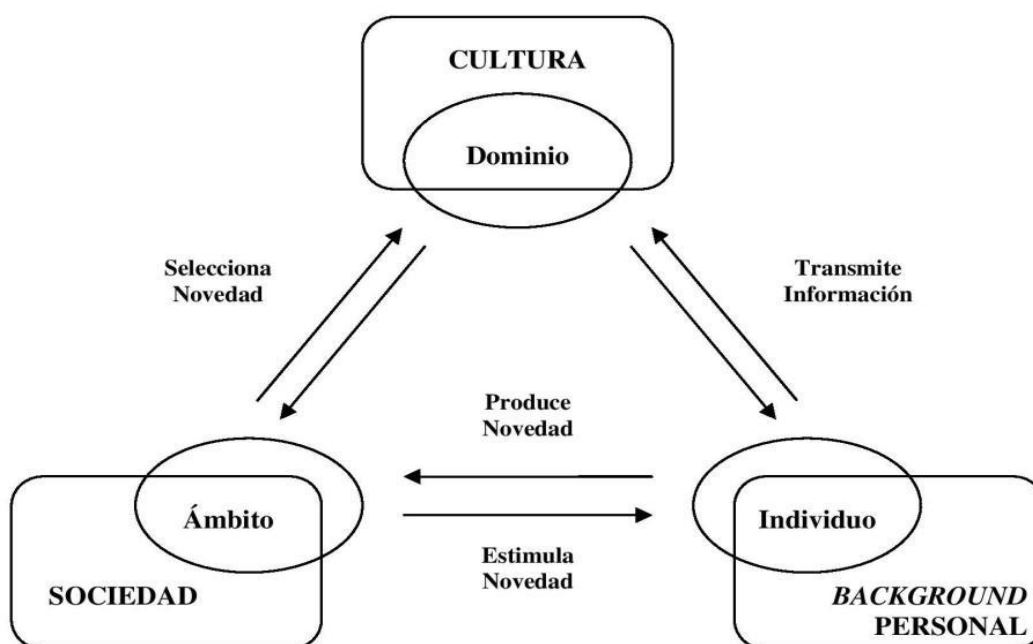 CULTURA
Dominio
Selecciona
Novedad
Transmite
Información
Produce
Novedad
Ámbito
Individuo
Estimula
Novedad
SOCIEDAD
BACKGROUND
PERSONAL